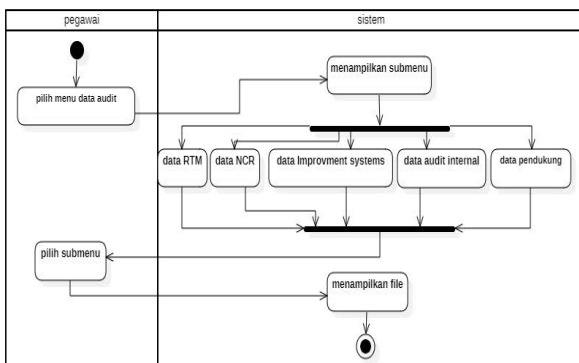 pegawai
sistem
pilih menu data audit
menampilkan submenu
data RTM
data NCR
data Improvment systems
data audit internal
data pendukung
pilih submenu
menampilkan file